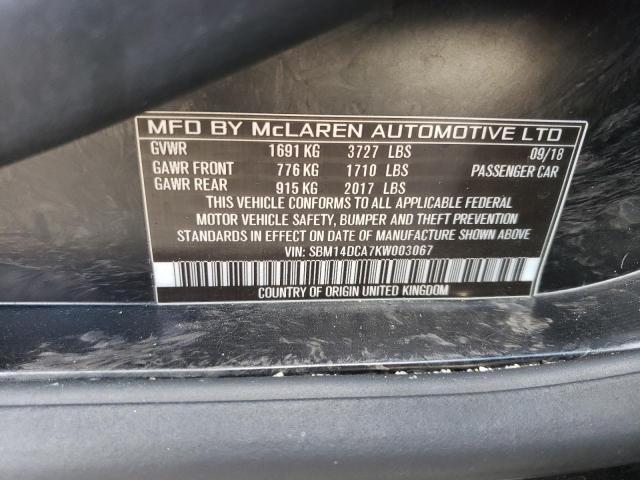 MFD BY McLAREN AUTOMOTIVE LTD
GVWR 1691 KG 3727 LBS 09/18
GAWR FRONT 776 KG 1710 LBS PASSENGER CAR
GAWR REAR 915 KG 2017 LBS
THIS VEHICLE CONFORMS TO ALL APPLICABLE FEDERAL
MOTOR VEHICLE SAFETY, BUMPER AND THEFT PREVENTION
STANDARDS IN EFFECT ON DATE OF MANUFACTURE SHOWN ABOVE
VIN: SBM14DCA7KW003067
COUNTRY OF ORIGIN UNITED KINGDOM